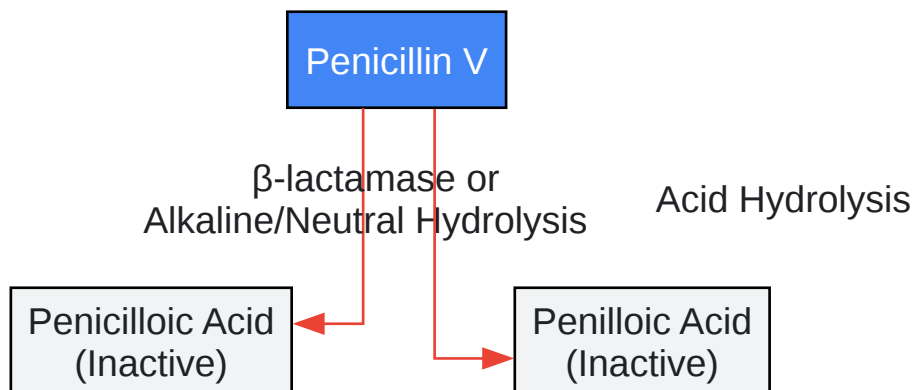 Penicillin V
β-lactamase or
Alkaline/Neutral Hydrolysis
Acid Hydrolysis
Penicilloic Acid
(Inactive)
Penilloic Acid
(Inactive)